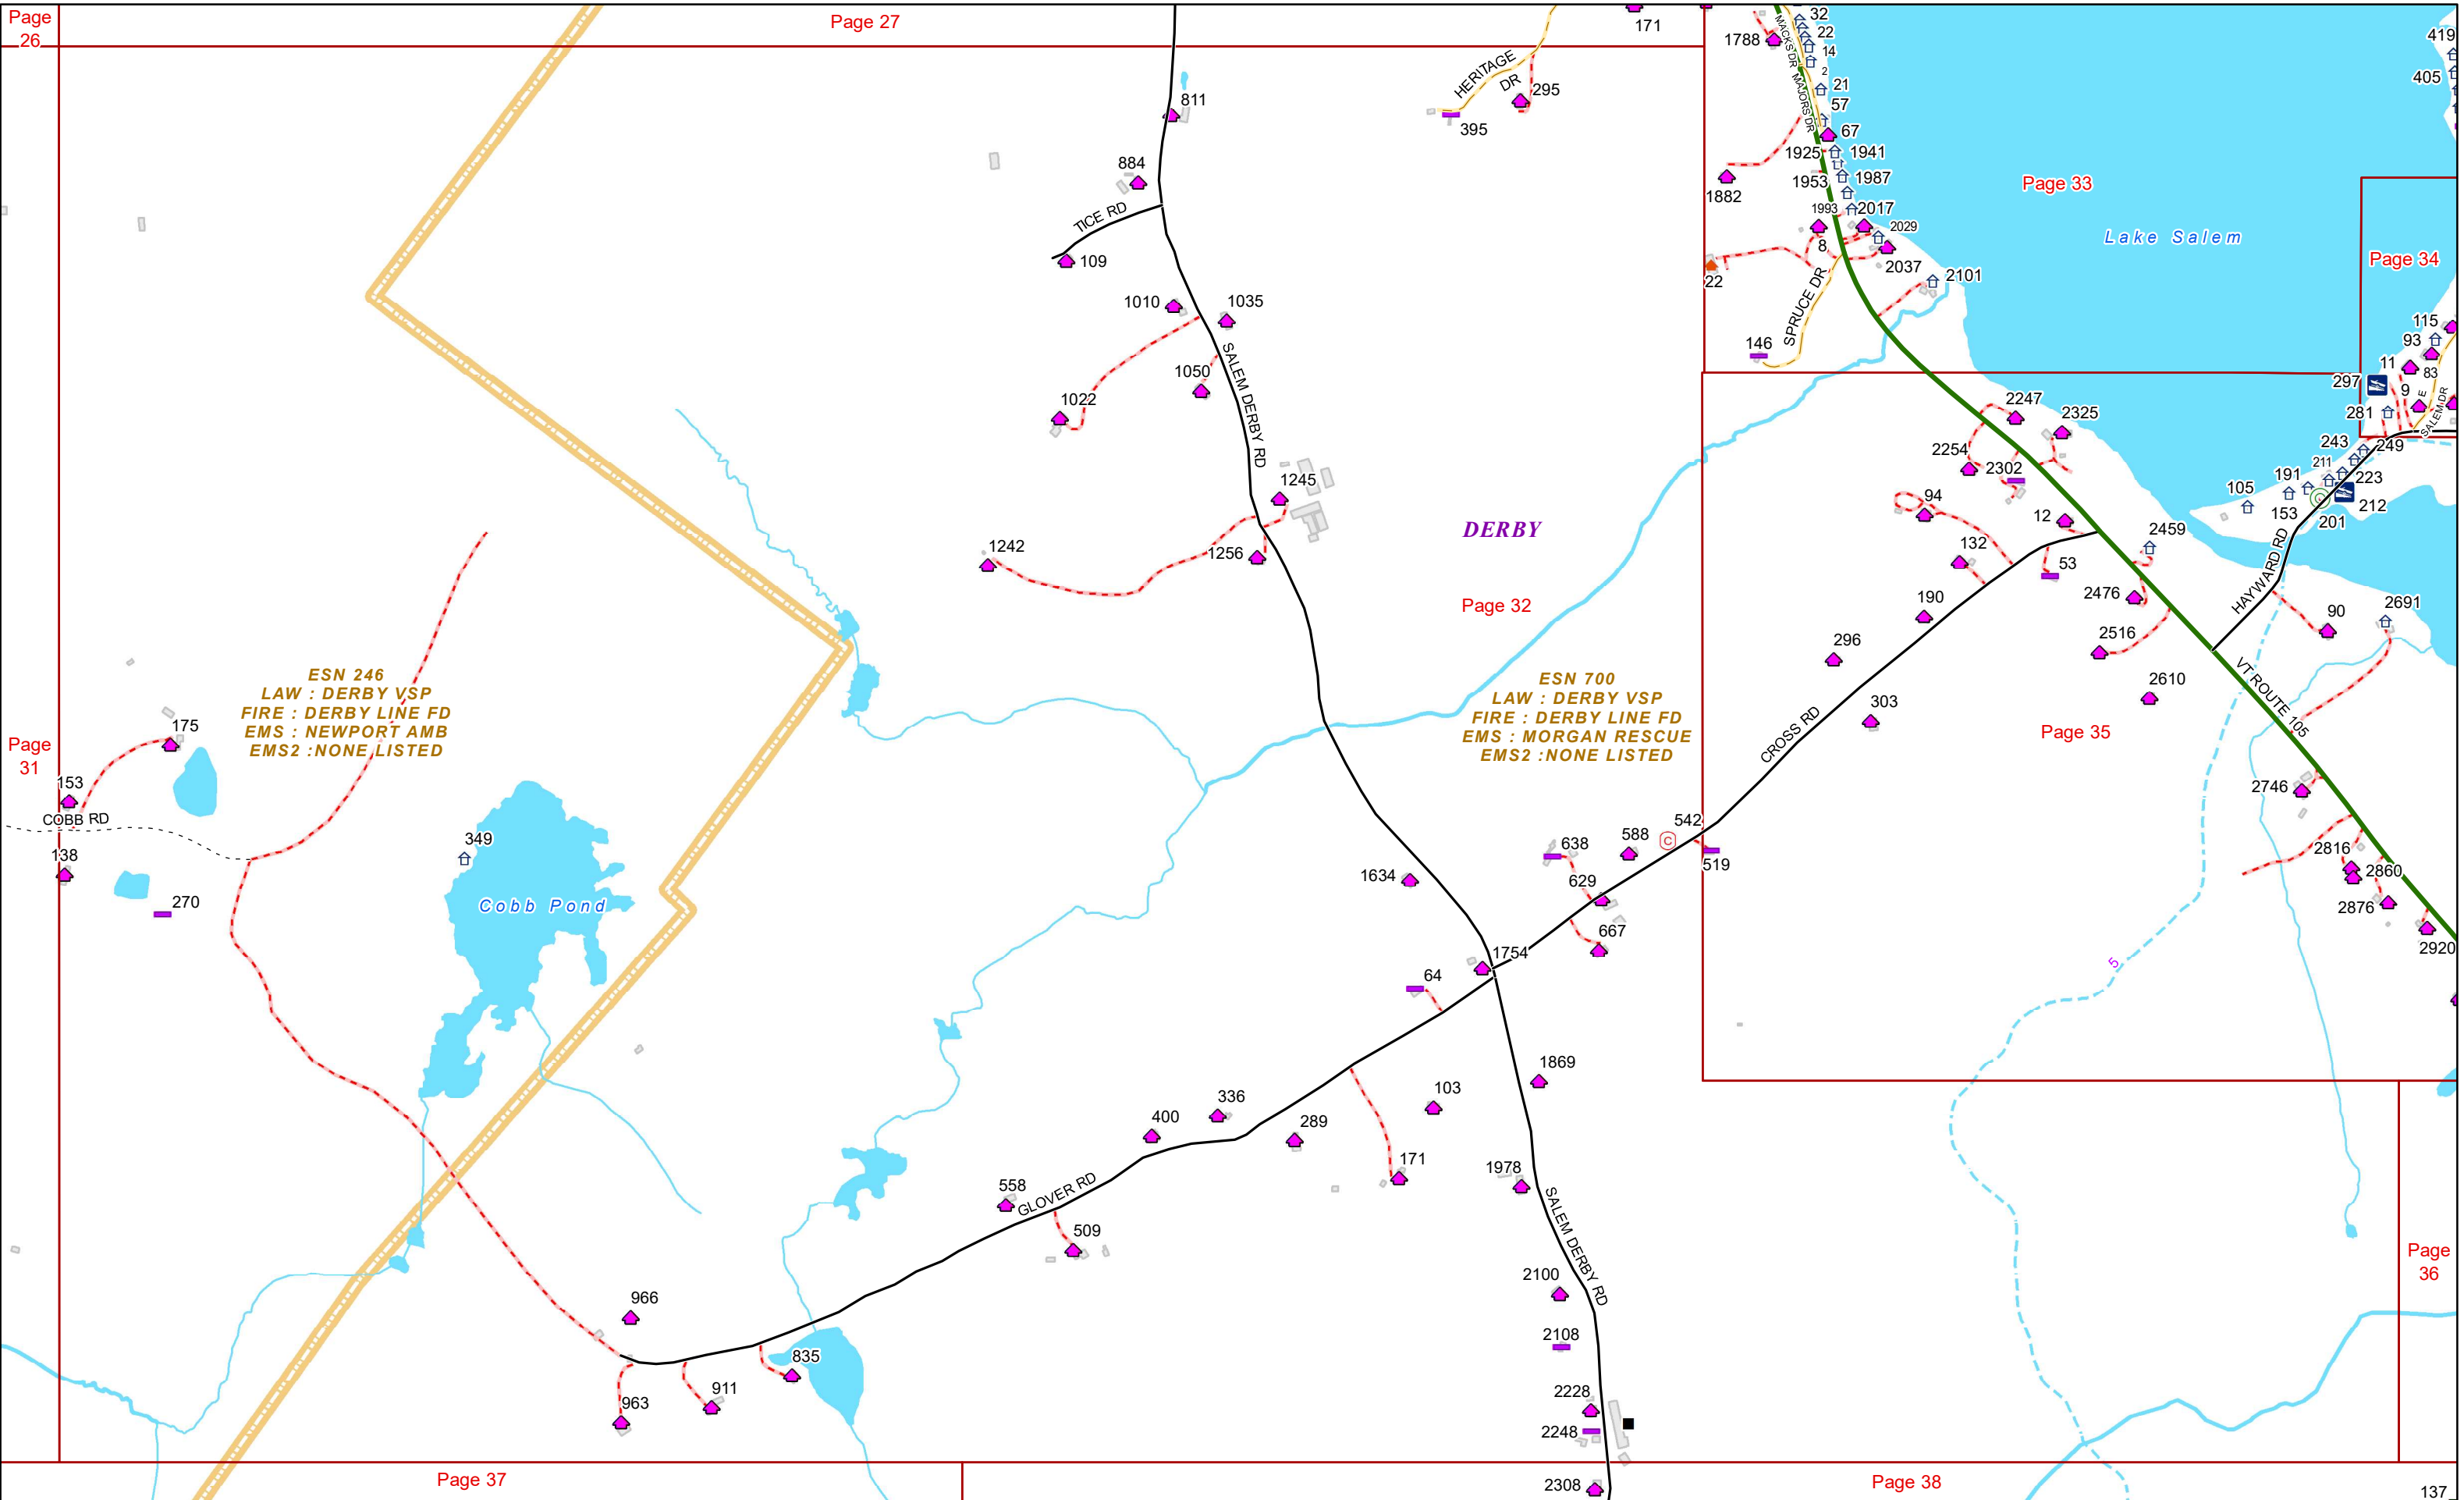 Page
26
Page 27
171
32
22
14
2
21
57
67
MACKS DR
MAJORS DR
1788
419
405
HERITAGE
DR
295
395
811
884
TICE RD
109
1925
1941
1953
1987
1882
1993
2017
2029
8
2037
2101
22
SPRUCE DR
146
Page 33
Lake Salem
Page 34
115
93
11
83
297
9
E
SALEM DR
281
243
249
211
191
223
105
153
201
212
1010
1035
1050
1022
SALEM DERBY RD
1245
1242
1256
DERBY
Page 32
2247
2325
2254
2302
94
12
2459
132
53
190
2476
2516
296
2610
303
HAYWARD RD
90
2691
VT ROUTE 105
Page 35
CROSS RD
ESN 246
LAW : DERBY VSP
FIRE : DERBY LINE FD
EMS : NEWPORT AMB
EMS2 :NONE LISTED
ESN 700
LAW : DERBY VSP
FIRE : DERBY LINE FD
EMS : MORGAN RESCUE
EMS2 :NONE LISTED
175
Page
31
153
COBB RD
138
270
349
Cobb Pond
2746
2816
2860
2876
2920
542
C
519
588
638
629
667
1634
1754
64
5
1869
103
336
400
289
171
1978
558
GLOVER RD
509
SALEM DERBY RD
2100
2108
966
835
911
963
2228
2248
2308
Page
36
Page 37
Page 38
137